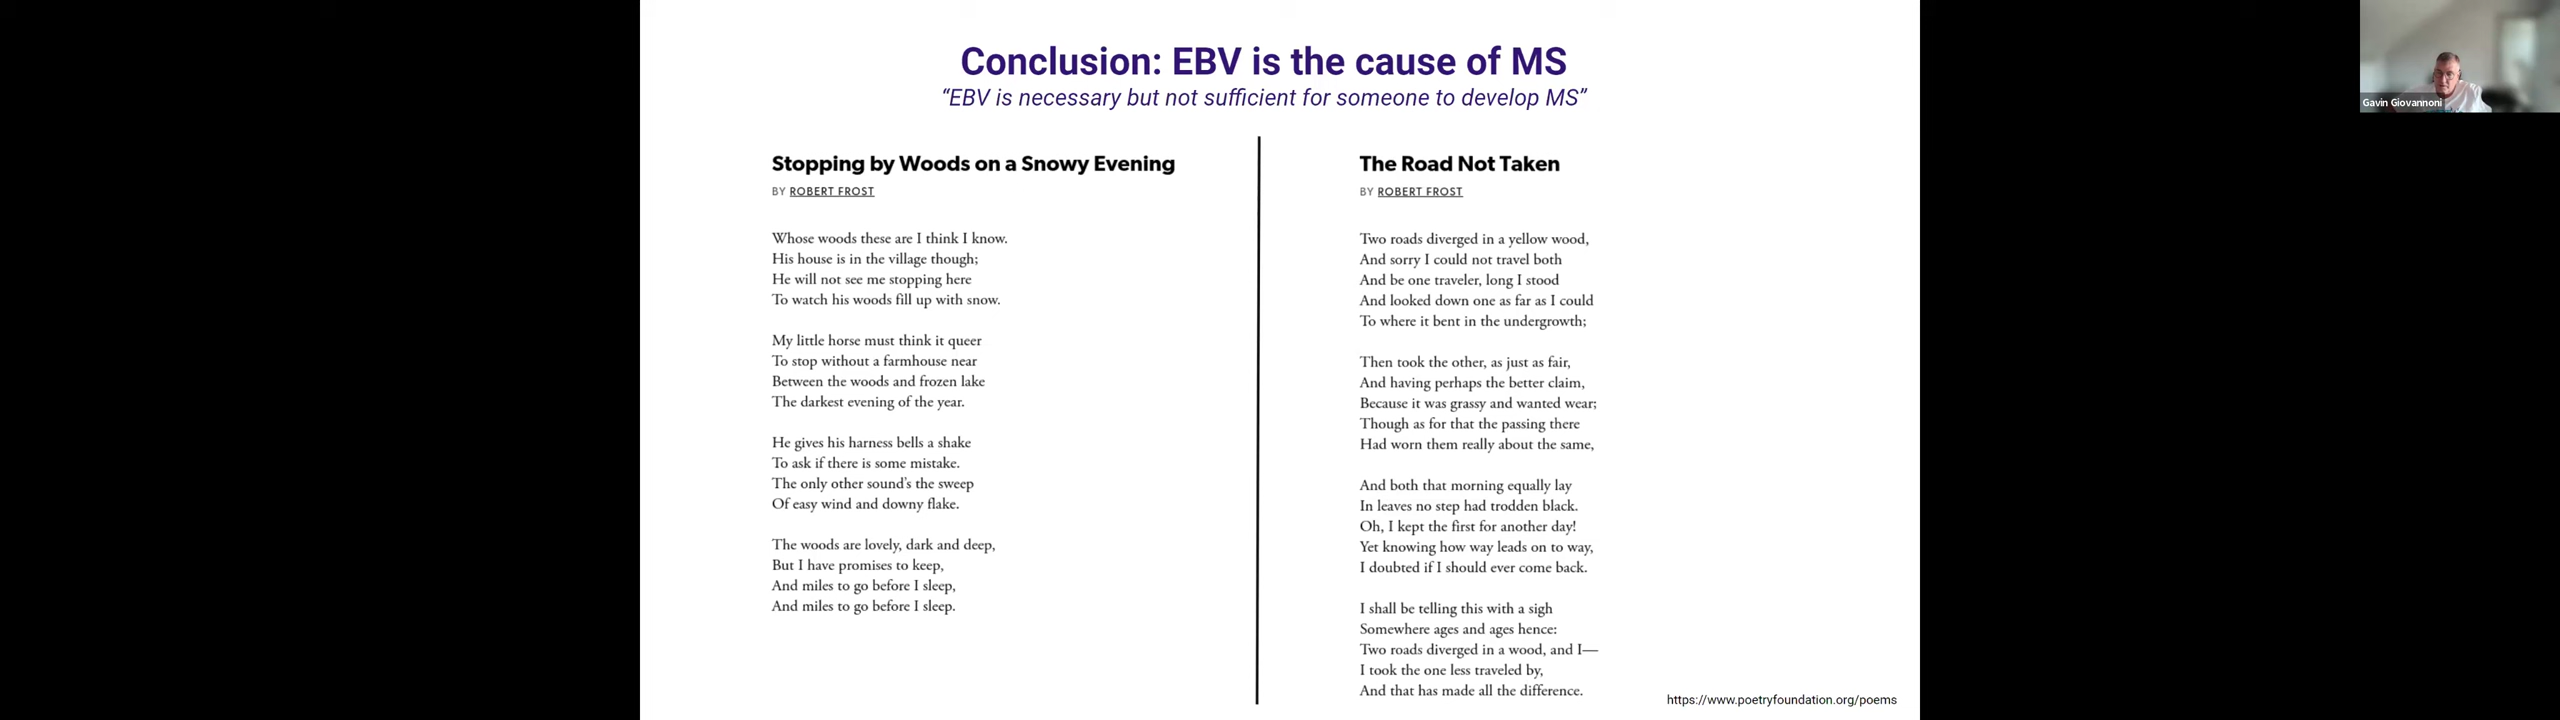 Conclusion: EBV is the cause of MS
“EBV is necessary but not sufficient for someone to develop MS”
Stopping by Woods on a Snowy Evening
BY ROBERT FROST
Whose woods these are I think I know.
His house is in the village though;
He will not see me stopping here
To watch his woods fill up with snow.
My little horse must think it queer
To stop without a farmhouse near
Between the woods and frozen lake
The darkest evening of the year.
He gives his harness bells a shake
To ask if there is some mistake.
The only other sound’s the sweep
Of easy wind and downy flake.
The woods are lovely, dark and deep,
But I have promises to keep,
And miles to go before I sleep,
And miles to go before I sleep.
The Road Not Taken
BY ROBERT FROST
Two roads diverged in a yellow wood,
And sorry I could not travel both
And be one traveler, long I stood
And looked down one as far as I could
To where it bent in the undergrowth;
Then took the other, as just as fair,
And having perhaps the better claim,
Because it was grassy and wanted wear;
Though as for that the passing there
Had worn them really about the same,
And both that morning equally lay
In leaves no step had trodden black.
Oh, I kept the first for another day!
Yet knowing how way leads on to way,
I doubted if I should ever come back.
I shall be telling this with a sigh
Somewhere ages and ages hence:
Two roads diverged in a wood, and I—
I took the one less traveled by,
And that has made all the difference.
https://www.poetryfoundation.org/poems
Gavin Giovannoni